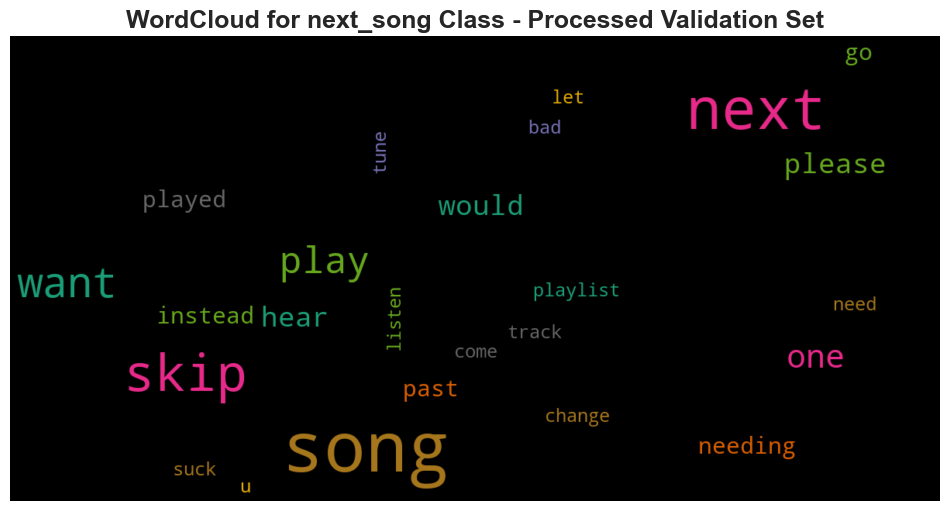 WordCloud for next_song Class - Processed Validation Set
go
let
next
bad
tune
please
played
would
play
want
playlist
need
instead
hear
listen
track
come
one
skip
past
change
song
needing
suck
u